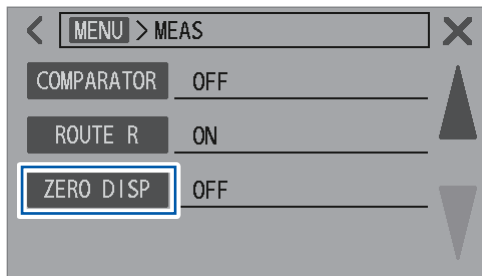 MENU > MEAS
COMPARATOR OFF
ROUTE R ON
ZERO DISP OFF